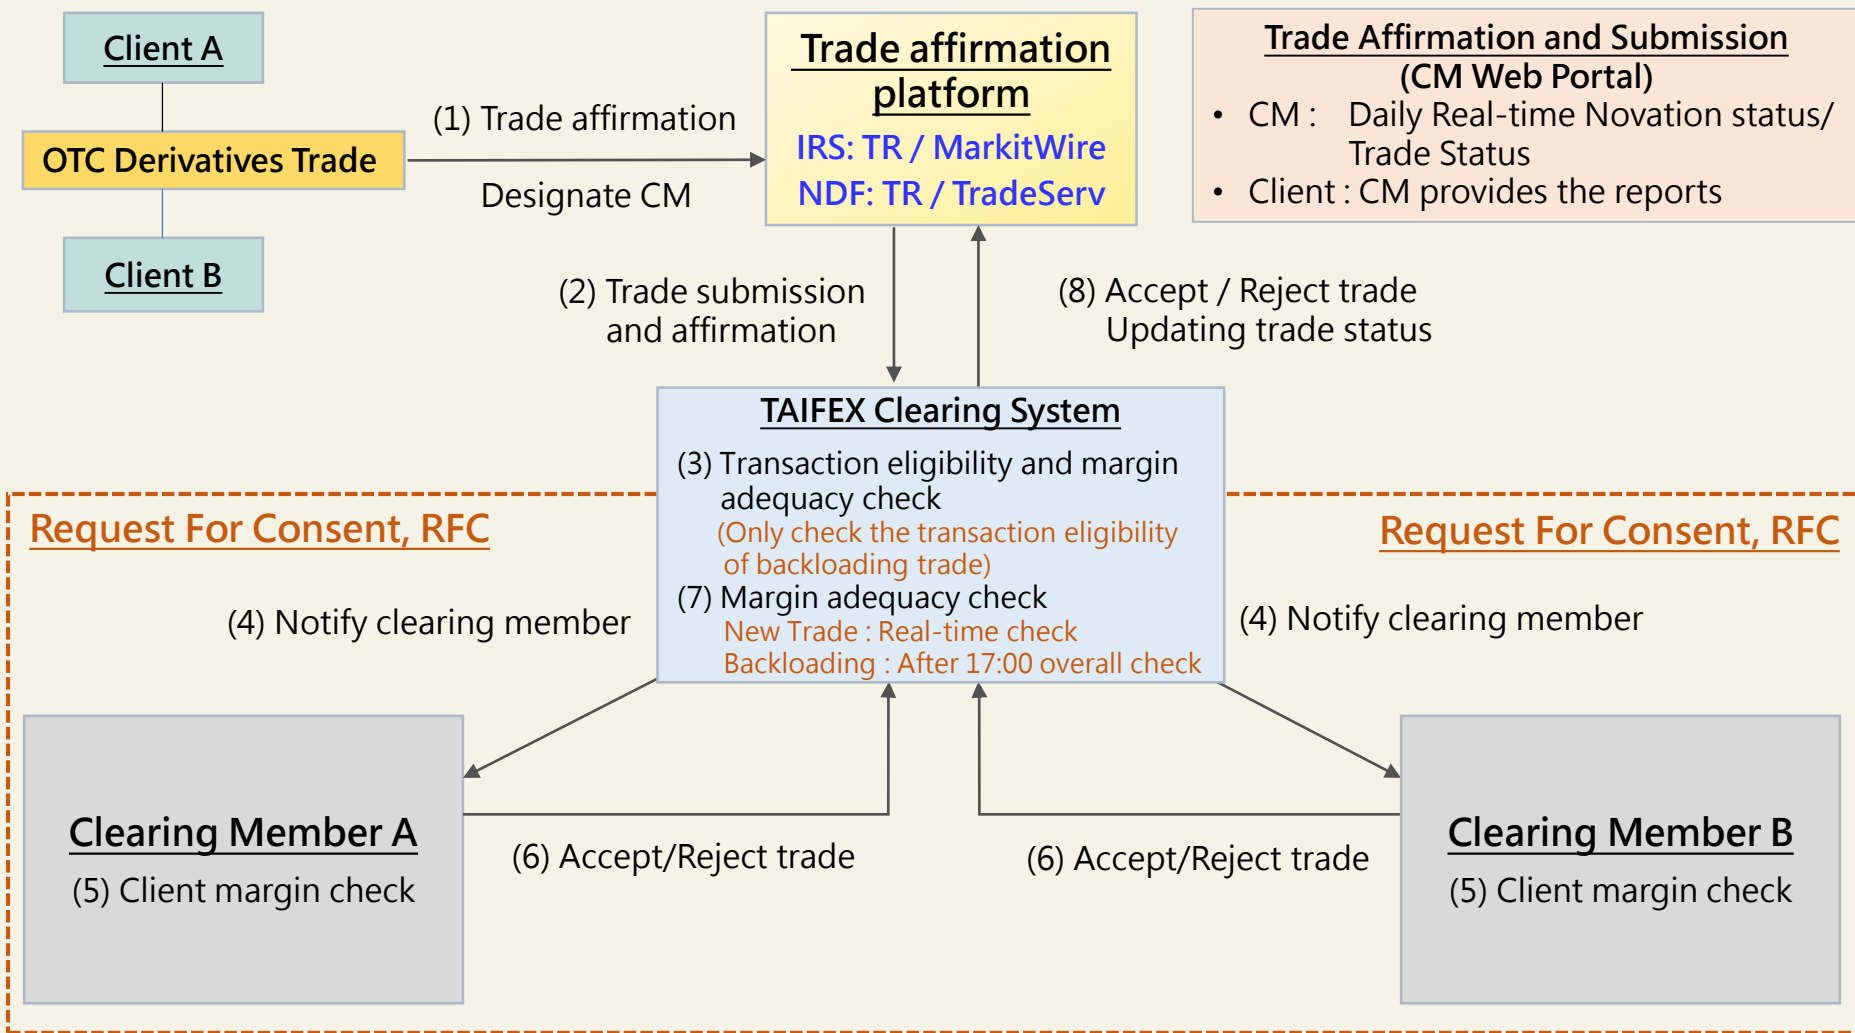 Client A
OTC Derivatives Trade
Client B
(1) Trade affirmation
Designate CM
Trade affirmation
platform
IRS: TR / MarkitWire
NDF: TR / TradeServ
Trade Affirmation and Submission
(CM Web Portal)
• CM : Daily Real-time Novation status/
Trade Status
• Client : CM provides the reports
(2) Trade submission
and affirmation
(8) Accept / Reject trade
Updating trade status
TAIFEX Clearing System
(3) Transaction eligibility and margin
adequacy check
(Only check the transaction eligibility
of backloading trade)
(7) Margin adequacy check
New Trade : Real-time check
Backloading : After 17:00 overall check
Request For Consent, RFC
Request For Consent, RFC
(4) Notify clearing member
(4) Notify clearing member
Clearing Member A
(5) Client margin check
(6) Accept/Reject trade
(6) Accept/Reject trade
Clearing Member B
(5) Client margin check